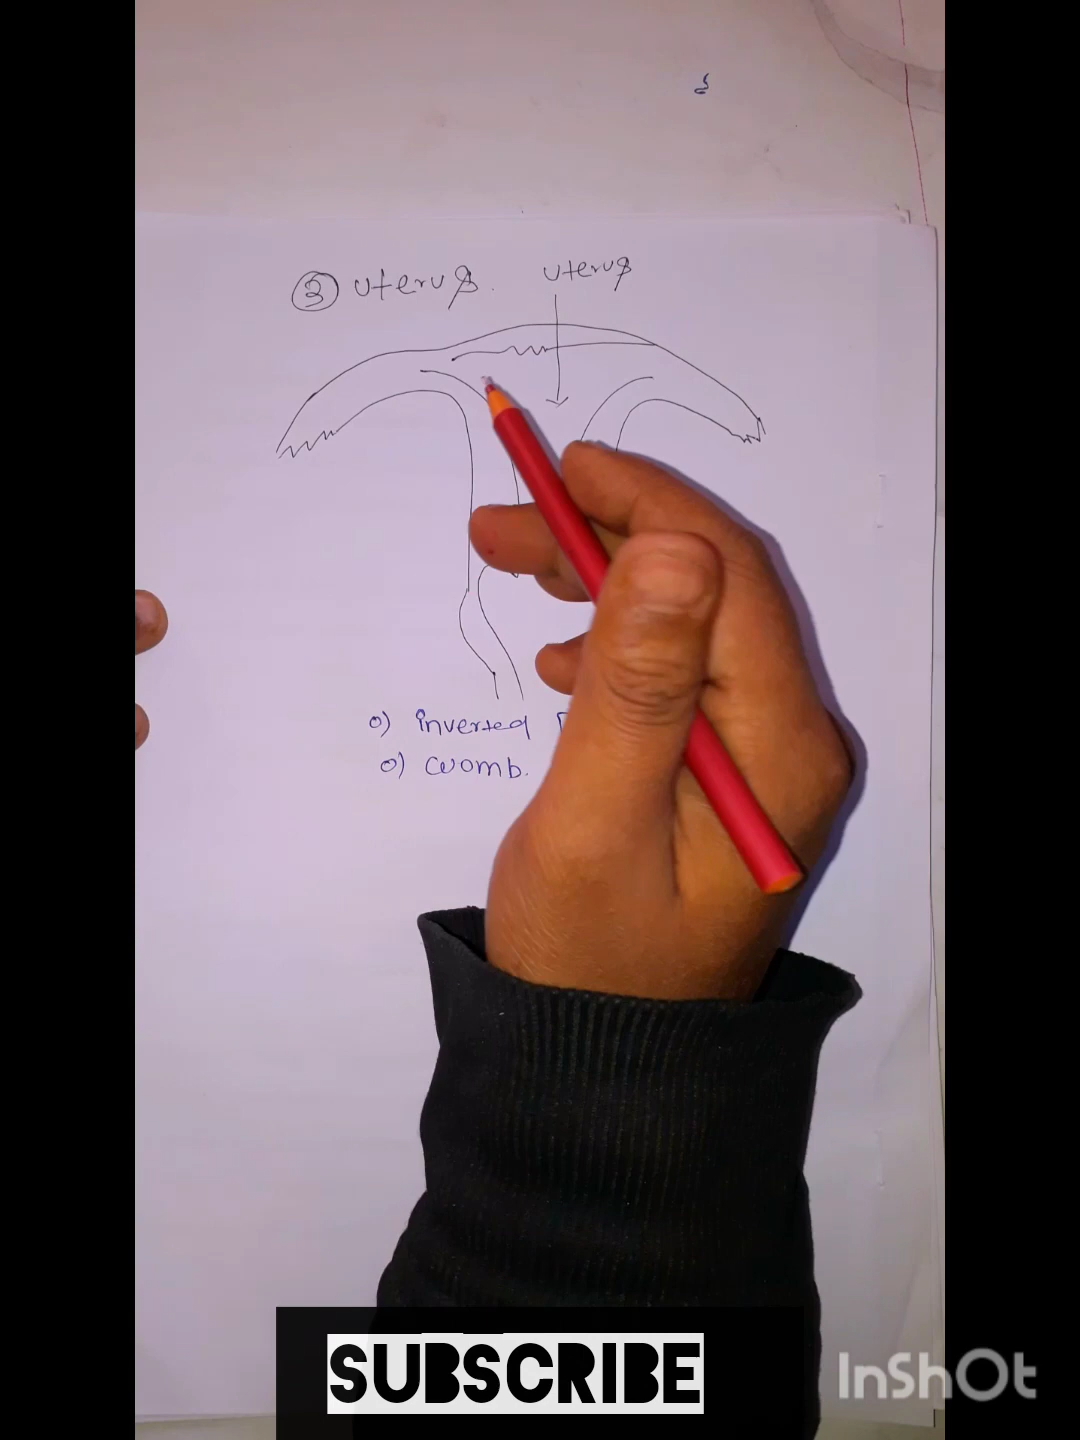 ③ uterus.
uterus
o) inverted
o) womb.
SUBSCRIBE
InShOt